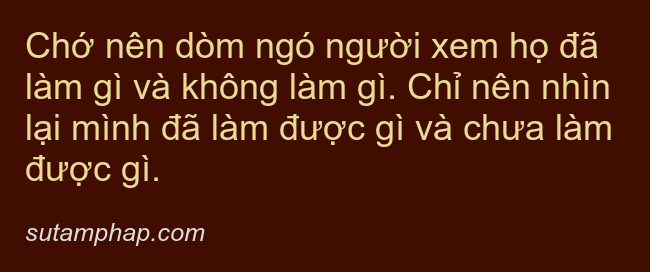 Chớ nên dòm ngó người xem họ đã
làm gì và không làm gì. Chỉ nên nhìn
lại mình đã làm được gì và chưa làm
được gì.
sutamphap.com